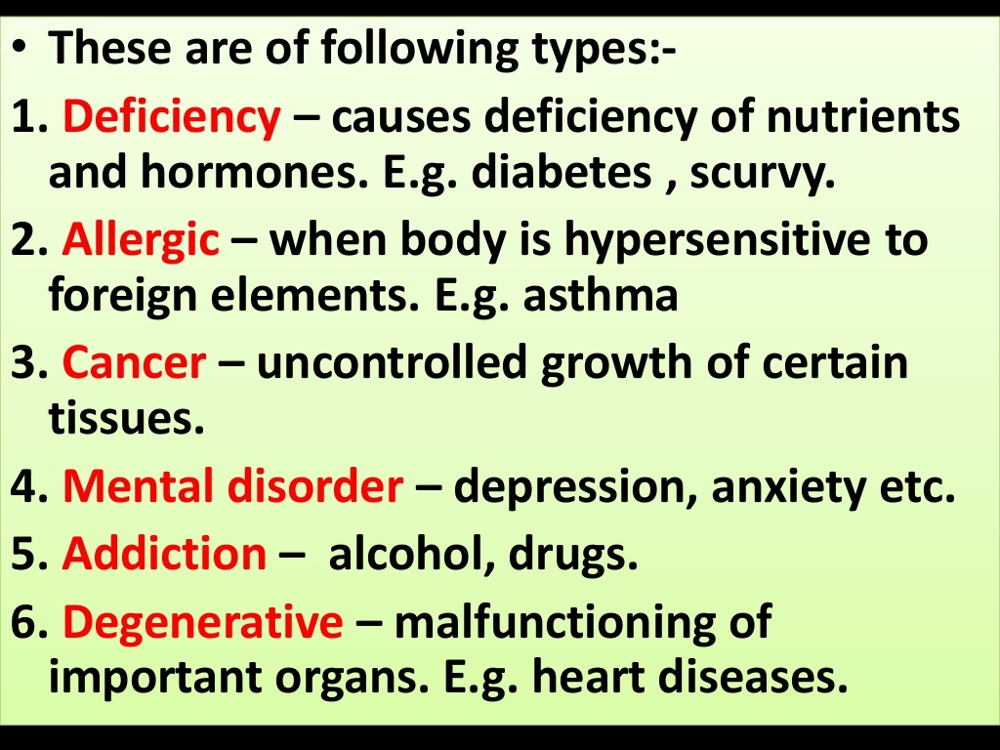 • These are of following types:-
1. Deficiency – causes deficiency of nutrients
and hormones. E.g. diabetes , scurvy.
2. Allergic – when body is hypersensitive to
foreign elements. E.g. asthma
3. Cancer – uncontrolled growth of certain
tissues.
4. Mental disorder – depression, anxiety etc.
5. Addiction –  alcohol, drugs.
6. Degenerative – malfunctioning of
important organs. E.g. heart diseases.